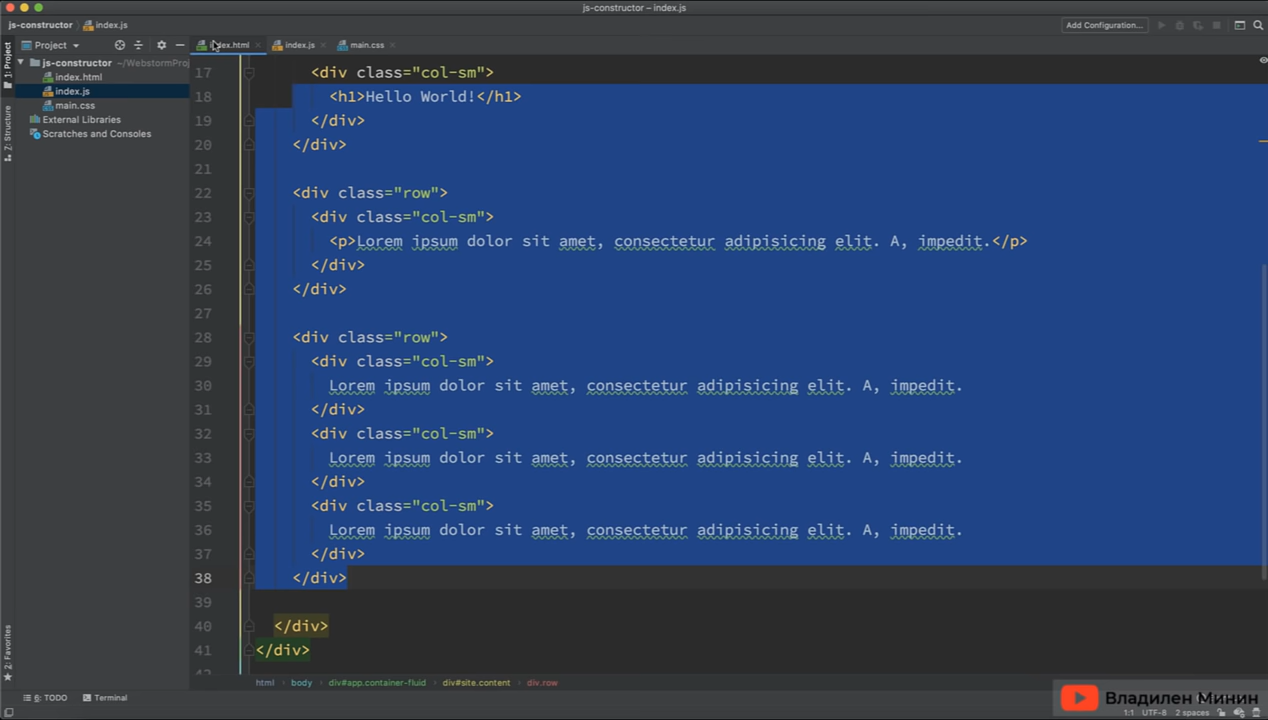 js-constructor – index.js
js-constructor
index.js
Add Configuration...
Project
index.html
index.js
main.css
1: Project
js-constructor ~/WebstormProj
index.html
index.js
main.css
External Libraries
Scratches and Consoles
7: Structure
2: Favorites
17 <div class="col-sm">
18 <h1>Hello World!</h1>
19 </div>
20 </div>
21
22 <div class="row">
23 <div class="col-sm">
24 <p>Lorem ipsum dolor sit amet, consectetur adipisicing elit. A, impedit.</p>
25 </div>
26 </div>
27
28 <div class="row">
29 <div class="col-sm">
30 Lorem ipsum dolor sit amet, consectetur adipisicing elit. A, impedit.
31 </div>
32 <div class="col-sm">
33 Lorem ipsum dolor sit amet, consectetur adipisicing elit. A, impedit.
34 </div>
35 <div class="col-sm">
36 Lorem ipsum dolor sit amet, consectetur adipisicing elit. A, impedit.
37 </div>
38 </div>
39
40 </div>
41 </div>
html body div#app.container-fluid div#site.content div.row
6: TODO Terminal
Владилен Минин
1:1 UTF-8 2 spaces